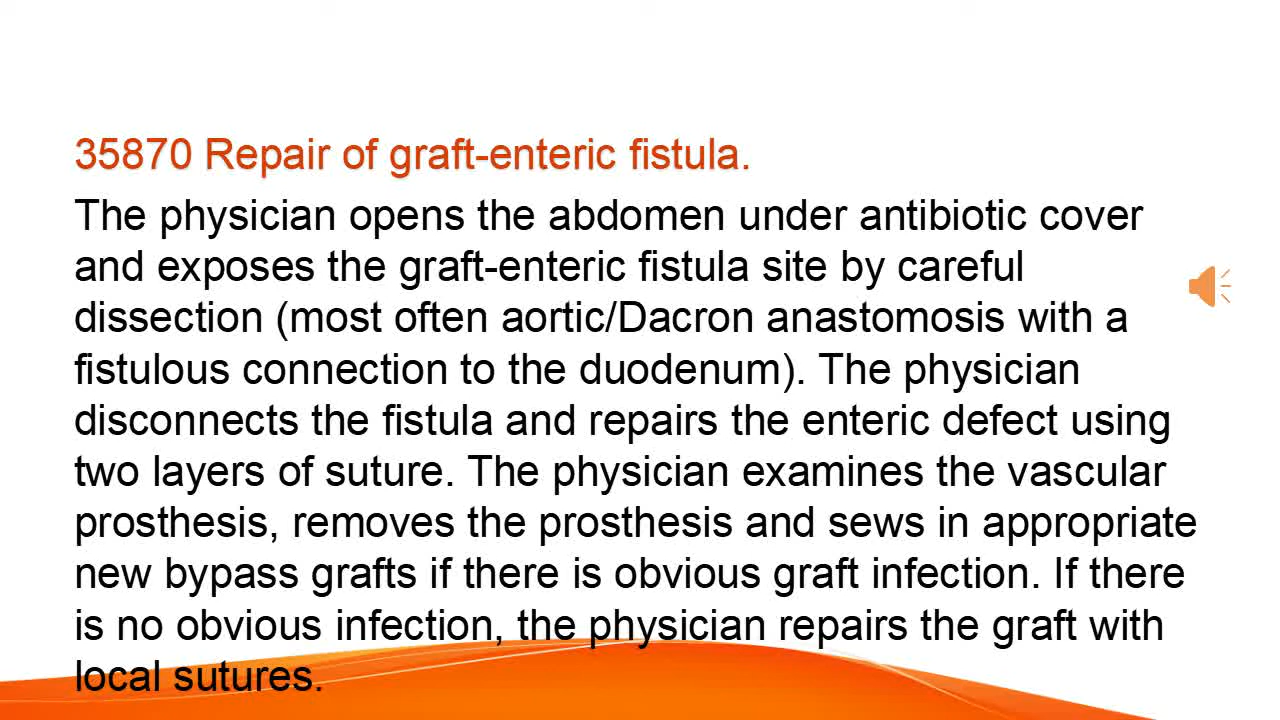 35870 Repair of graft-enteric fistula.
The physician opens the abdomen under antibiotic cover
and exposes the graft-enteric fistula site by careful
dissection (most often aortic/Dacron anastomosis with a
fistulous connection to the duodenum). The physician
disconnects the fistula and repairs the enteric defect using
two layers of suture. The physician examines the vascular
prosthesis, removes the prosthesis and sews in appropriate
new bypass grafts if there is obvious graft infection. If there
is no obvious infection, the physician repairs the graft with
local sutures.